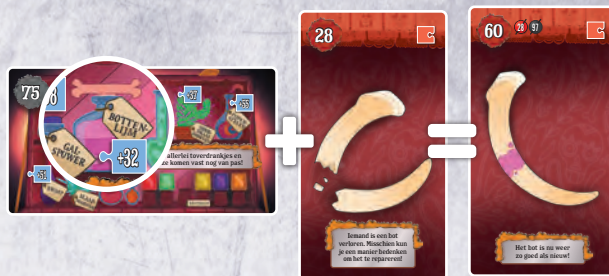 75
BOTTEN-
LIJM
GAL-
SPUWER
+32
allerlei toverdrankjes en
ze komen vast nog van pas!
+
28
Iemand is een bot
verloren. Misschien kun
je een manier bedenken
om het te repareren!
=
60
28 97
Het bot is nu weer
zo goed als nieuw!